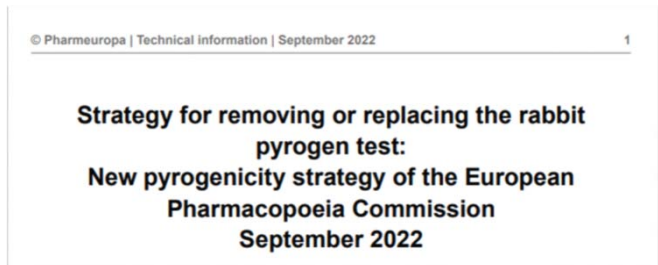 © Pharmeuropa | Technical information | September 2022 1
Strategy for removing or replacing the rabbit
pyrogen test:
New pyrogenicity strategy of the European
Pharmacopoeia Commission
September 2022